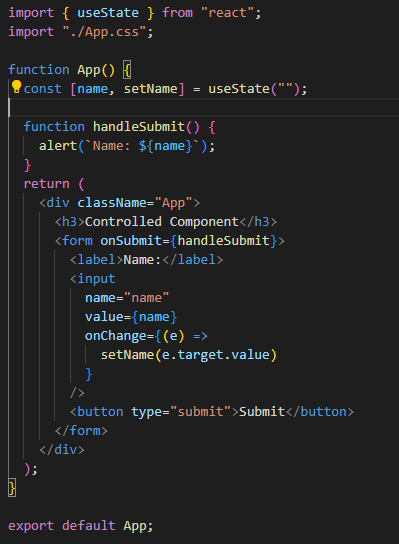 import { useState } from "react";
import "./App.css";

function App() {
  const [name, setName] = useState("");

  function handleSubmit() {
    alert(`Name: ${name}`);
  }
  return (
    <div className="App">
      <h3>Controlled Component</h3>
      <form onSubmit={handleSubmit}>
        <label>Name:</label>
        <input
          name="name"
          value={name}
          onChange={(e) =>
            setName(e.target.value)
          }
        />
        <button type="submit">Submit</button>
      </form>
    </div>
  );
}

export default App;